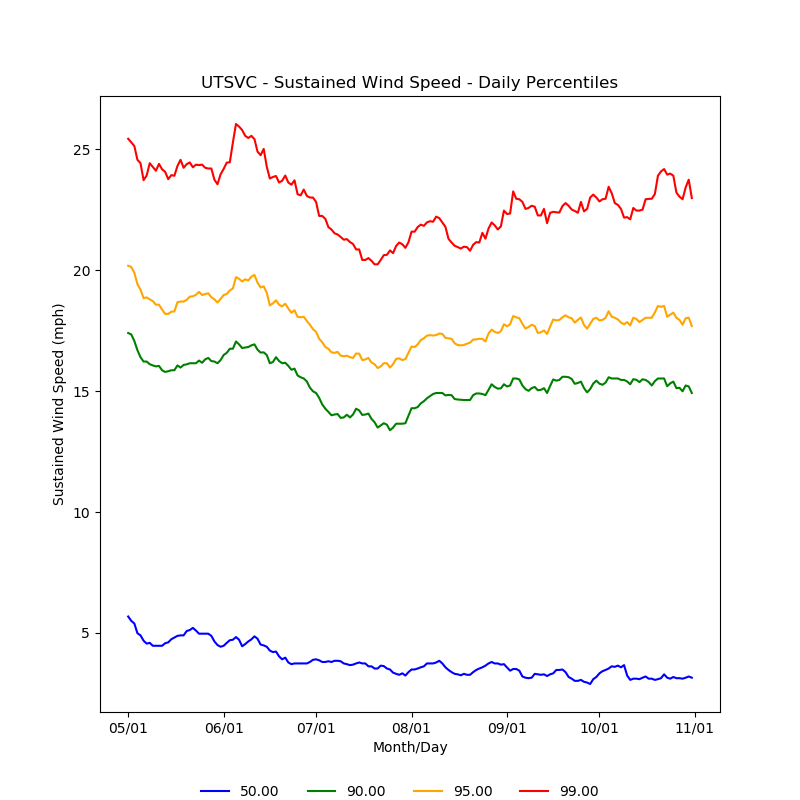 UTSVC - Sustained Wind Speed - Daily Percentiles
25
20
15
10
5
Sustained Wind Speed (mph)
05/01 06/01 07/01 08/01 09/01 10/01 11/01
Month/Day
50.00 90.00 95.00 99.00